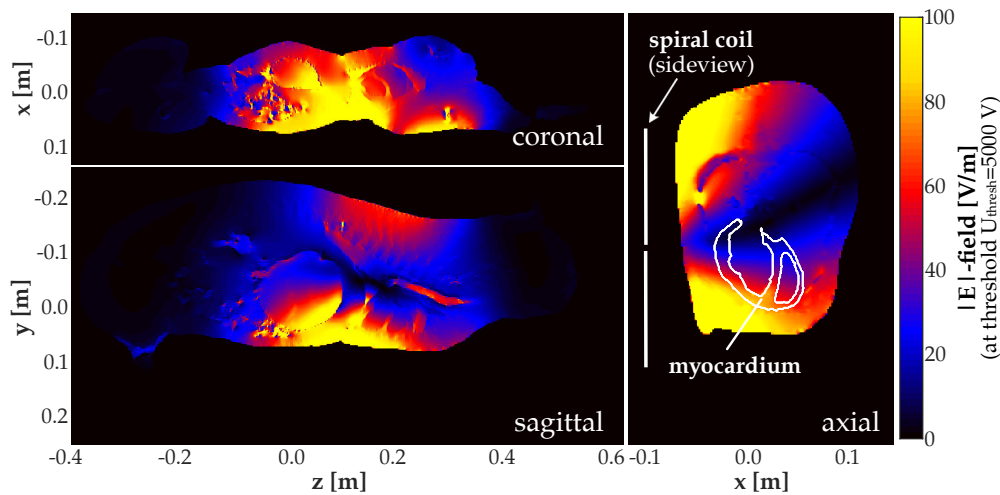 -0.1
0.0
0.1
x [m]
coronal
-0.2
-0.1
0.0
0.1
0.2
y [m]
sagittal
-0.4
-0.2
0.0
0.2
0.4
0.6
z [m]
spiral coil
(sideview)
myocardium
axial
-0.1
0.0
0.1
x [m]
100
80
60
40
20
0
|E|-field [V/m]
(at threshold Uthresh=5000 V)